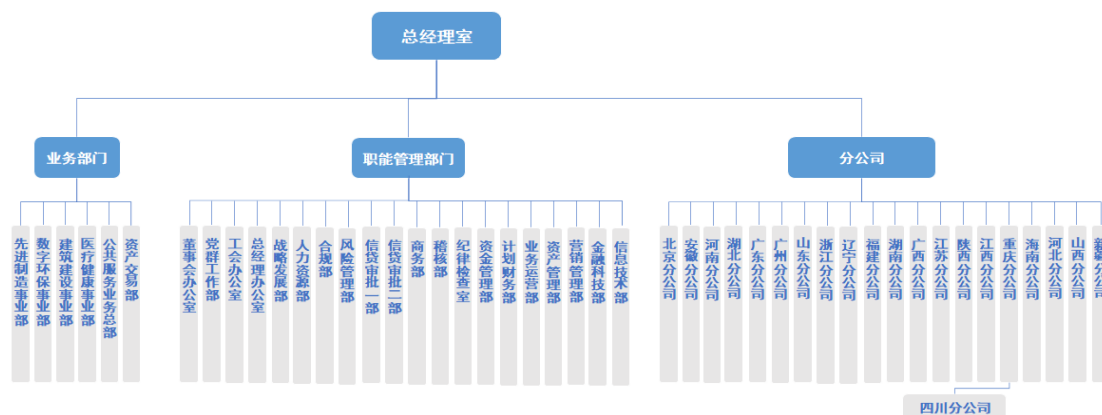 总经理室
业务部门
职能管理部门
分公司
先进制造事业部
数字环保事业部
建筑建设事业部
医疗健康事业部
公共服务业务总部
资产交易部
董事会办公室
党群工作部
工会办公室
总经理办公室
战略发展部
人力资源部
合规部
风险管理部
信贷审批一部
信贷审批二部
商务部
稽核部
纪律检查室
资金管理部
计划财务部
业务运营部
资产管理部
营销管理部
金融科技部
信息技术部
北京分公司
安徽分公司
河南分公司
湖北分公司
广东分公司
广州分公司
山东分公司
浙江分公司
辽宁分公司
福建分公司
湖南分公司
广西分公司
江苏分公司
陕西分公司
江西分公司
重庆分公司
海南分公司
河北分公司
山西分公司
新疆分公司
四川分公司